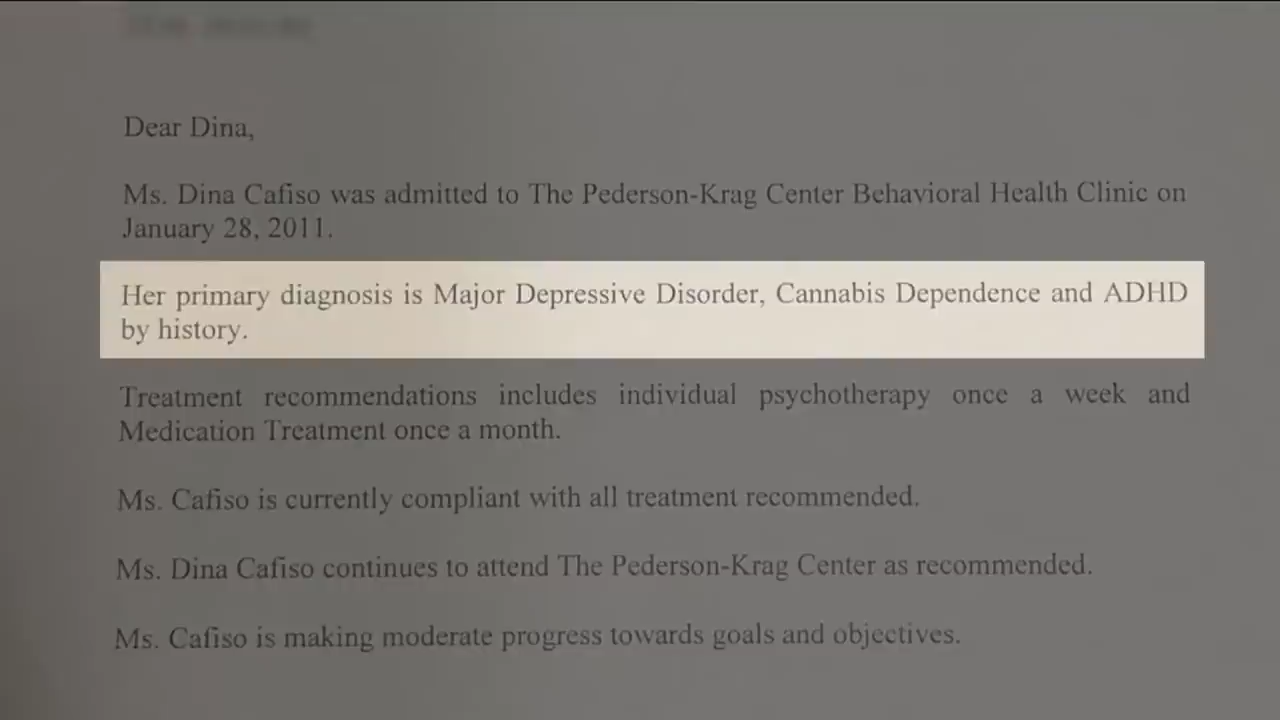 Dear Dina,
Ms. Dina Cafiso was admitted to The Pederson-Krag Center Behavioral Health Clinic on
January 28, 2011.
Her primary diagnosis is Major Depressive Disorder, Cannabis Dependence and ADHD
by history.
Treatment recommendations includes individual psychotherapy once a week and
Medication Treatment once a month.
Ms. Cafiso is currently compliant with all treatment recommended.
Ms. Dina Cafiso continues to attend The Pederson-Krag Center as recommended.
Ms. Cafiso is making moderate progress towards goals and objectives.